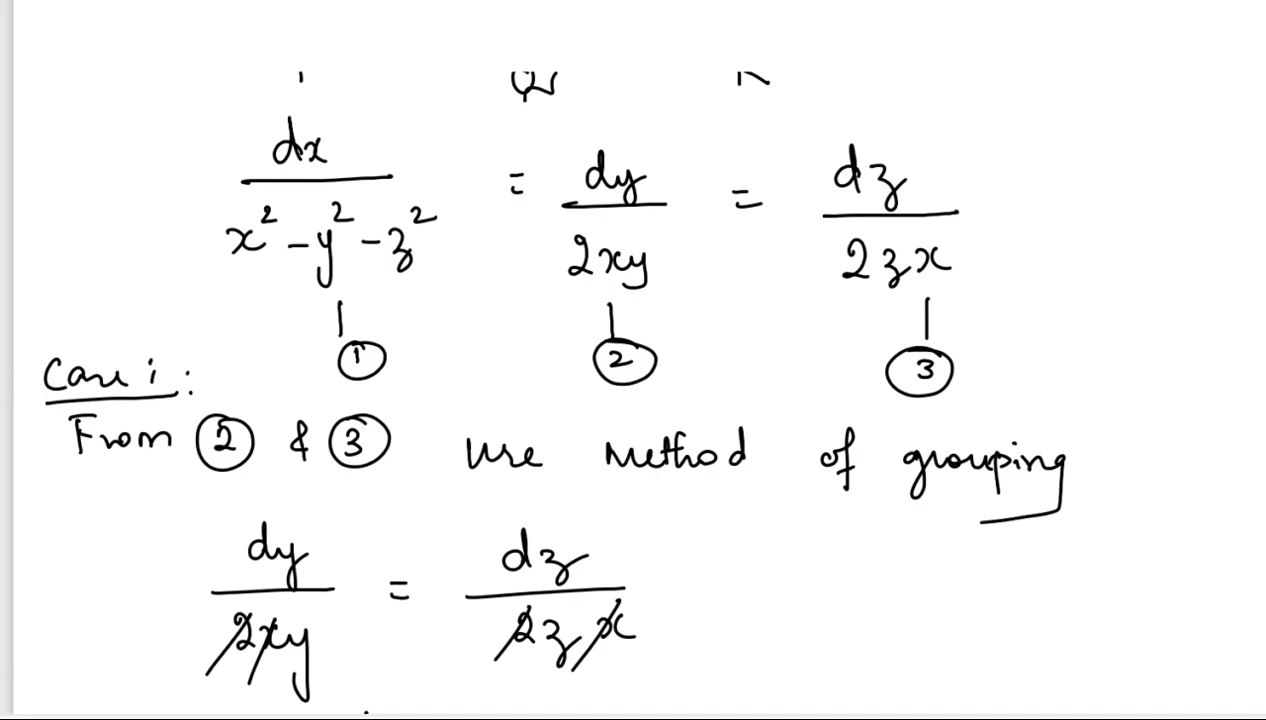 dx/(x² - y² - z²) = dy/(2xy) = dz/(2zx)
① ② ③
Case i:
From ② & ③ use method of grouping
dy/(2xy) = dz/(2zx)